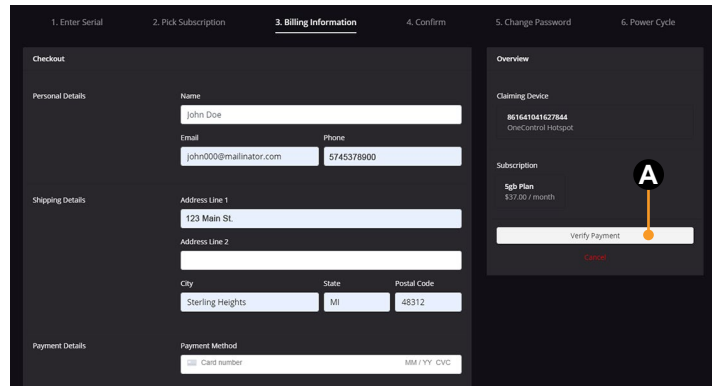 1. Enter Serial 2. Pick Subscription 3. Billing Information 4. Confirm 5. Change Password 6. Power Cycle
Checkout
Personal Details
Name
John Doe
Email Phone
john000@mailinator.com 5745378900
Shipping Details
Address Line 1
123 Main St.
Address Line 2
City State Postal Code
Sterling Heights MI 48312
Payment Details
Payment Method
Card number MM / YY CVC
Overview
Claiming Device
861641041627844
OneControl Hotspot
Subscription
5gb Plan
$37.00 / month
A
Verify Payment
Cancel